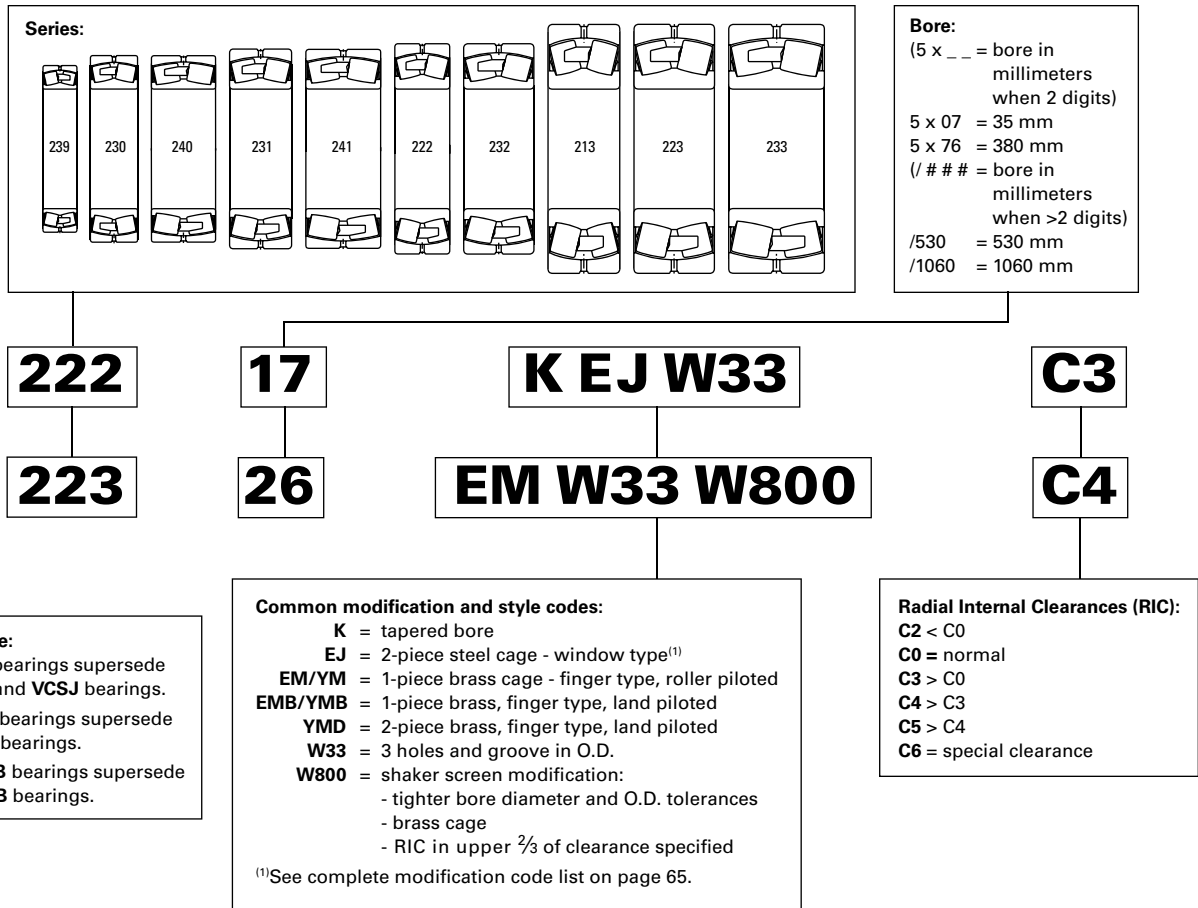 Series:
239 230 240 231 241 222 232 213 223 233
Bore:
(5 x _ _ = bore in
millimeters
when 2 digits)
5 x 07 = 35 mm
5 x 76 = 380 mm
(/ # # # = bore in
millimeters
when >2 digits)
/530 = 530 mm
/1060 = 1060 mm
222 17 K EJ W33 C3
223 26 EM W33 W800 C4
bearings supersede
and VCSJ bearings.
bearings supersede
bearings.
bearings supersede
bearings.
Common modification and style codes:
K = tapered bore
EJ = 2-piece steel cage - window type(1)
EM/YM = 1-piece brass cage - finger type, roller piloted
EMB/YMB = 1-piece brass, finger type, land piloted
YMD = 2-piece brass, finger type, land piloted
W33 = 3 holes and groove in O.D.
W800 = shaker screen modification:
- tighter bore diameter and O.D. tolerances
- brass cage
- RIC in upper 2/3 of clearance specified
(1)See complete modification code list on page 65.
Radial Internal Clearances (RIC):
C2 < C0
C0 = normal
C3 > C0
C4 > C3
C5 > C4
C6 = special clearance